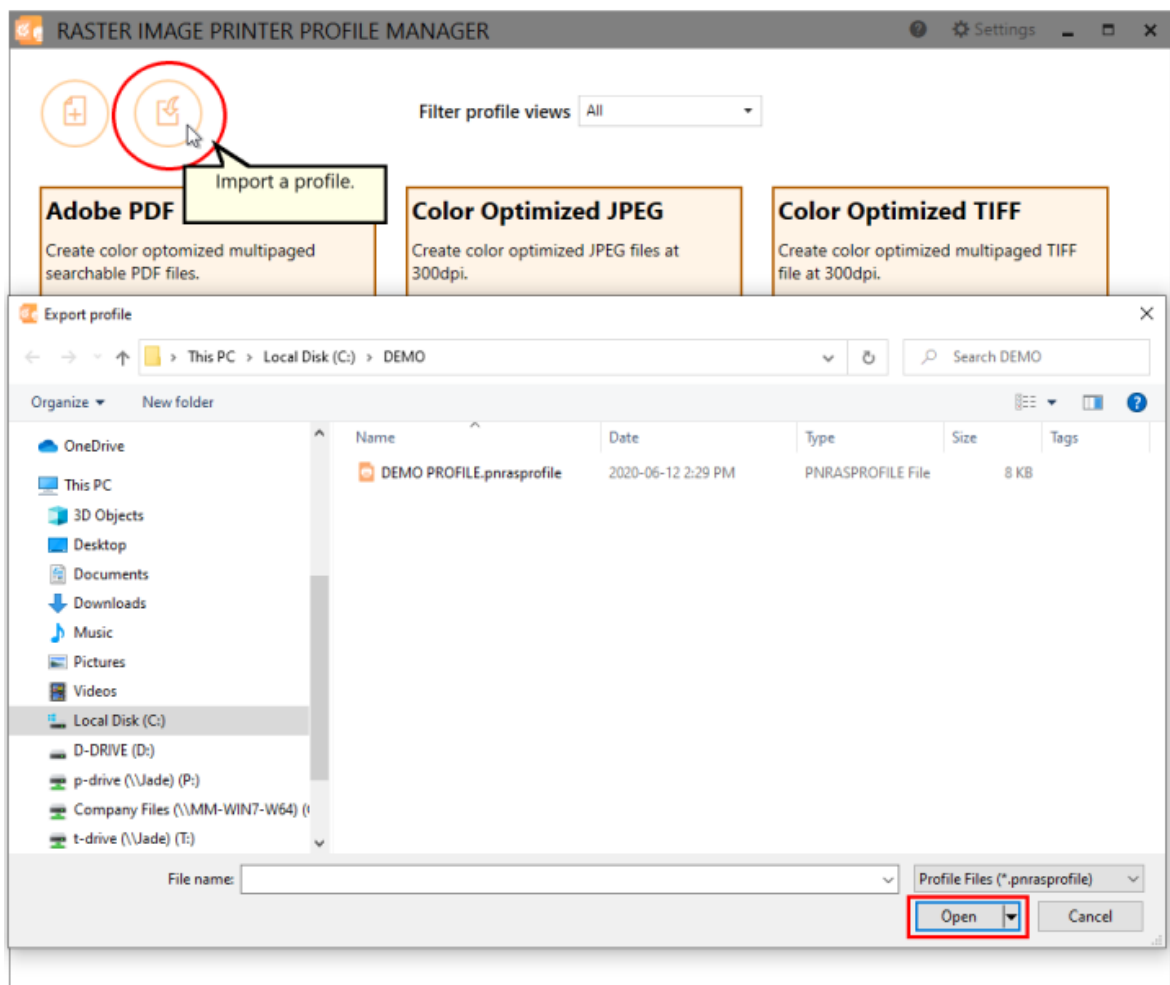 RASTER IMAGE PRINTER PROFILE MANAGER
? Settings
Filter profile views All
Import a profile.
Adobe PDF
Create color optomized multipaged
searchable PDF files.
Color Optimized JPEG
Create color optimized JPEG files at
300dpi.
Color Optimized TIFF
Create color optimized multipaged TIFF
file at 300dpi.
Export profile
This PC > Local Disk (C:) > DEMO
Search DEMO
Organize New folder
?
Name Date Type Size Tags
DEMO PROFILE.pnrasprofile 2020-06-12 2:29 PM PNRASPROFILE File 8 KB
OneDrive
This PC
3D Objects
Desktop
Documents
Downloads
Music
Pictures
Videos
Local Disk (C:)
D-DRIVE (D:)
p-drive (\\Jade) (P:)
Company Files (\\MM-WIN7-W64) (
t-drive (\\Jade) (T:)
File name:
Profile Files (*.pnrasprofile)
Open Cancel